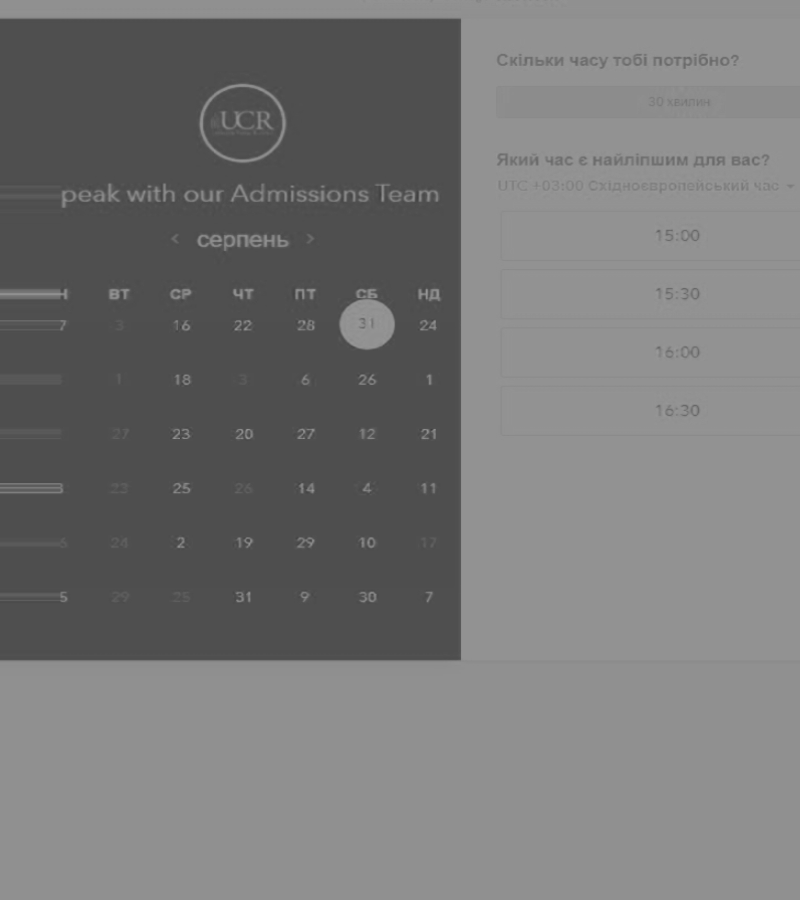 UCR
peak with our Admissions Team
< серпень >
Н ВТ СР ЧТ ПТ СБ НД
7 3 16 22 28 31 24
1 18 3 6 26 1
27 23 20 27 12 21
3 23 25 26 14 4 11
24 2 19 29 10 17
5 29 25 31 9 30 7
Скільки часу тобі потрібно?
30 хвилин
Який час є найліпшим для вас?
UTC +03:00 Східноєвропейський час
15:00
15:30
16:00
16:30